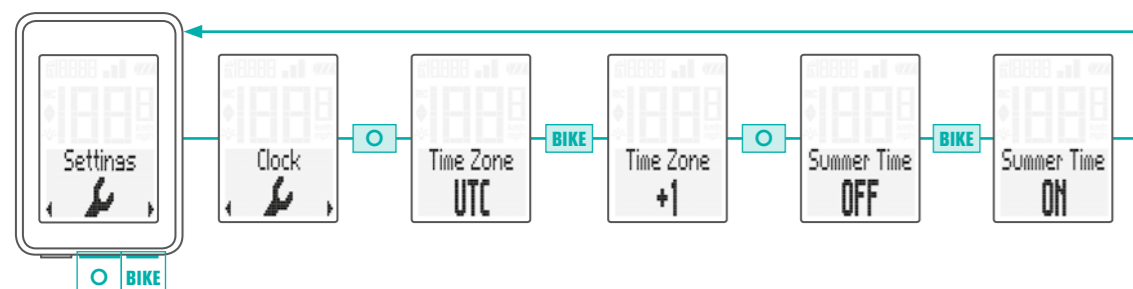 Settings
Clock
Time Zone
UTC
BIKE
Time Zone
+1
Summer Time
OFF
BIKE
Summer Time
ON
BIKE